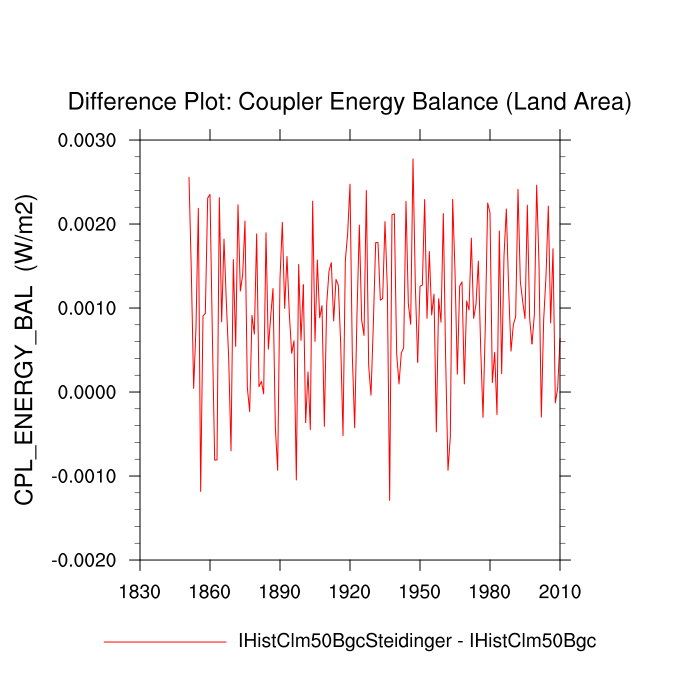 Difference Plot: Coupler Energy Balance (Land Area)
0.0030
0.0020
0.0010
0.0000
-0.0010
-0.0020
CPL_ENERGY_BAL (W/m2)
1830 1860 1890 1920 1950 1980 2010
IHistClm50BgcSteidinger - IHistClm50Bgc